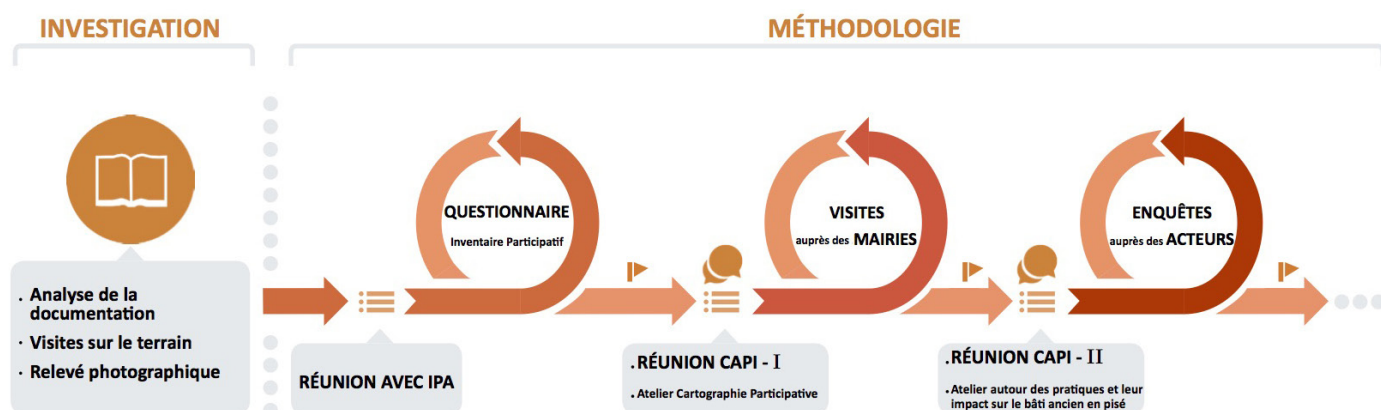 INVESTIGATION
. Analyse de la
documentation
· Visites sur le terrain
· Relevé photographique
MÉTHODOLOGIE
RÉUNION AVEC IPA
QUESTIONNAIRE
Inventaire Participatif
.RÉUNION CAPI - I
. Atelier Cartographie Participative
VISITES
auprès des MAIRIES
.RÉUNION CAPI - II
.Atelier autour des pratiques et leur
impact sur le bâti ancien en pisé
ENQUÊTES
auprès des ACTEURS